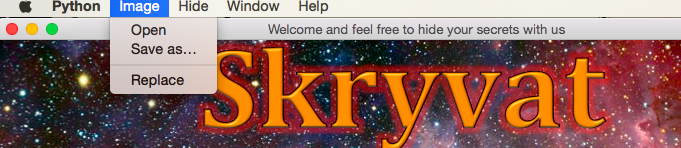 Python Image Hide Window Help
Welcome and feel free to hide your secrets with us
Open
Save as…
Replace
Skryvat